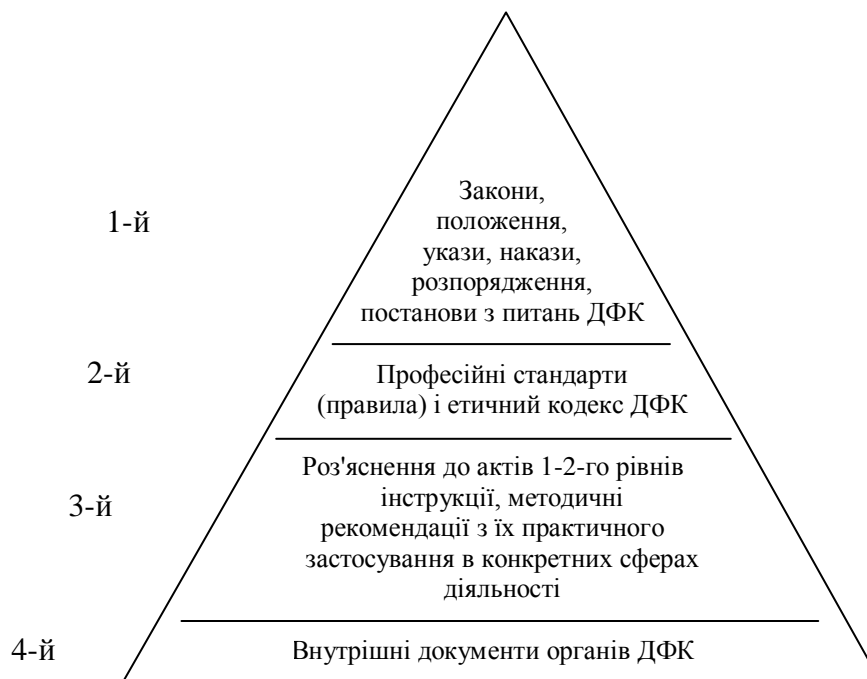 1-й
Закони,
положення,
укази, накази,
розпорядження,
постанови з питань ДФК
2-й
Професійні стандарти
(правила) і етичний кодекс ДФК
3-й
Роз'яснення до актів 1-2-го рівнів
інструкції, методичні
рекомендації з їх практичного
застосування в конкретних сферах
діяльності
4-й
Внутрішні документи органів ДФК